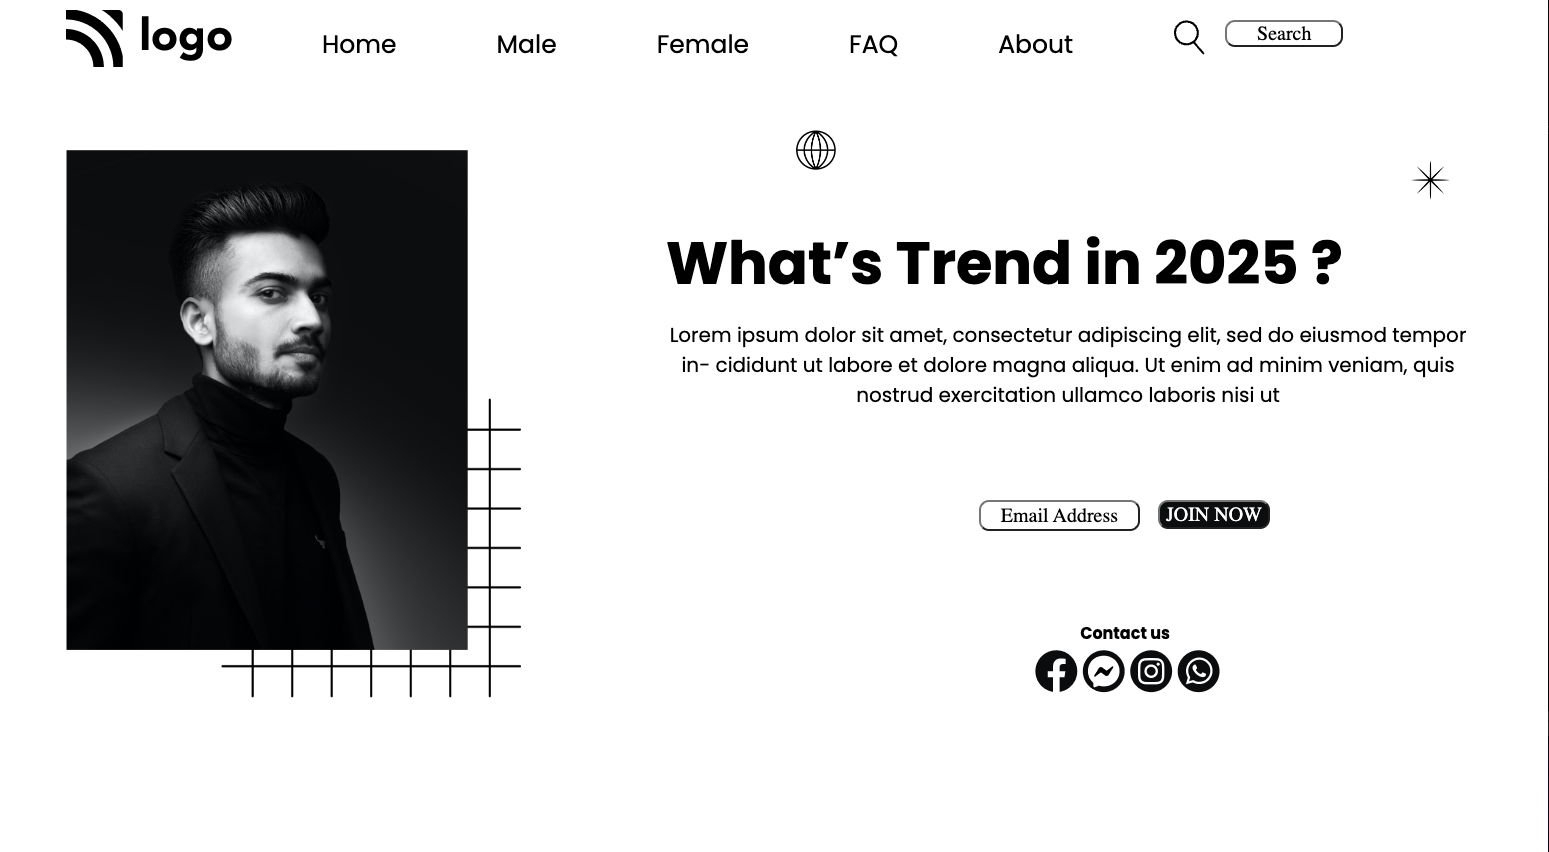 logo
Home Male Female FAQ About Search
What’s Trend in 2025 ?
Lorem ipsum dolor sit amet, consectetur adipiscing elit, sed do eiusmod tempor
in- cididunt ut labore et dolore magna aliqua. Ut enim ad minim veniam, quis
nostrud exercitation ullamco laboris nisi ut
Email Address JOIN NOW
Contact us